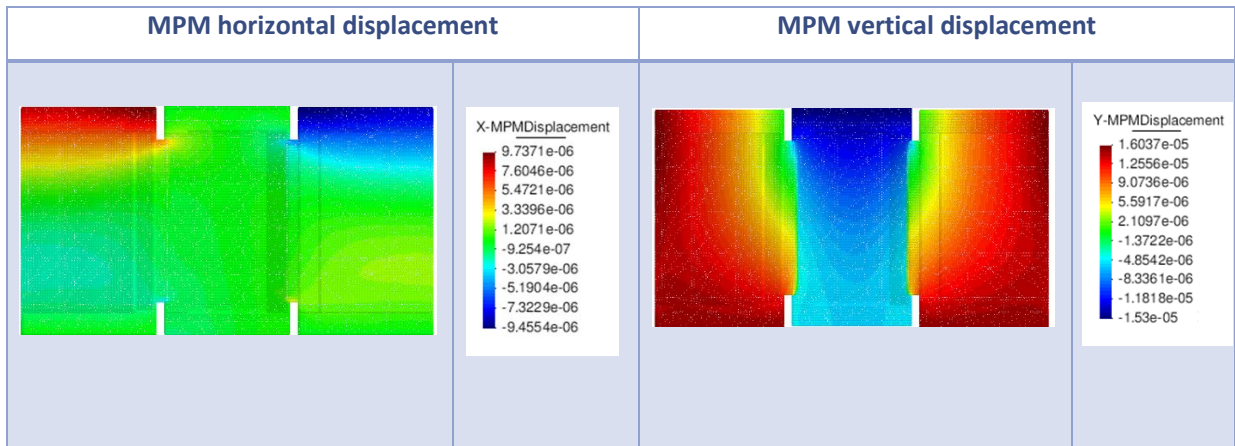 MPM horizontal displacement
MPM vertical displacement
X-MPMDisplacement
9.7371e-06
7.6046e-06
5.4721e-06
3.3396e-06
1.2071e-06
-9.254e-07
-3.0579e-06
-5.1904e-06
-7.3229e-06
-9.4554e-06
Y-MPMDisplacement
1.6037e-05
1.2556e-05
9.0736e-06
5.5917e-06
2.1097e-06
-1.3722e-06
-4.8542e-06
-8.3361e-06
-1.1818e-05
-1.53e-05